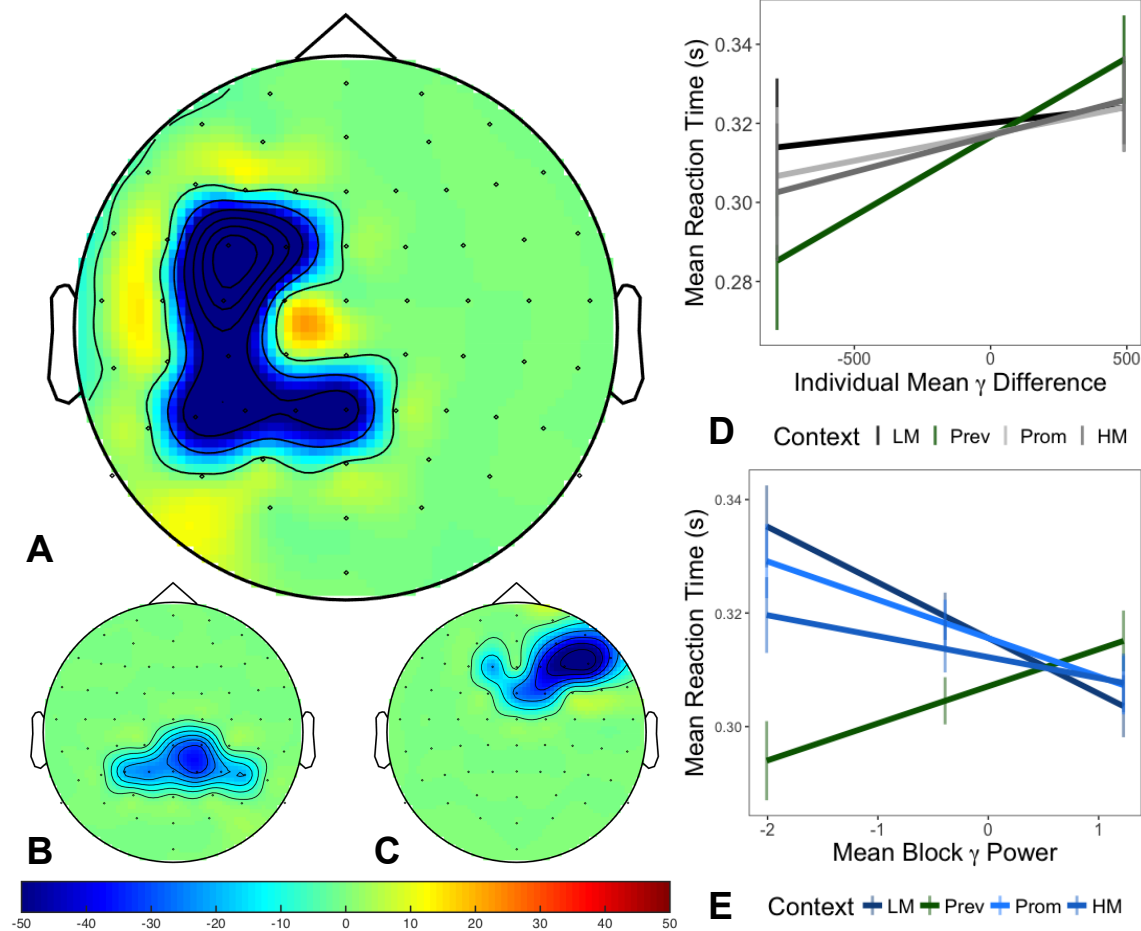 A
B
C
-50 -40 -30 -20 -10 0 10 20 30 40 50
Mean Reaction Time (s)
0.34
0.32
0.30
0.28
-500 0 500
Individual Mean γ Difference
D
Context LM Prev Prom HM
Mean Reaction Time (s)
0.34
0.32
0.30
-2 -1 0 1
Mean Block γ Power
E
Context LM Prev Prom HM